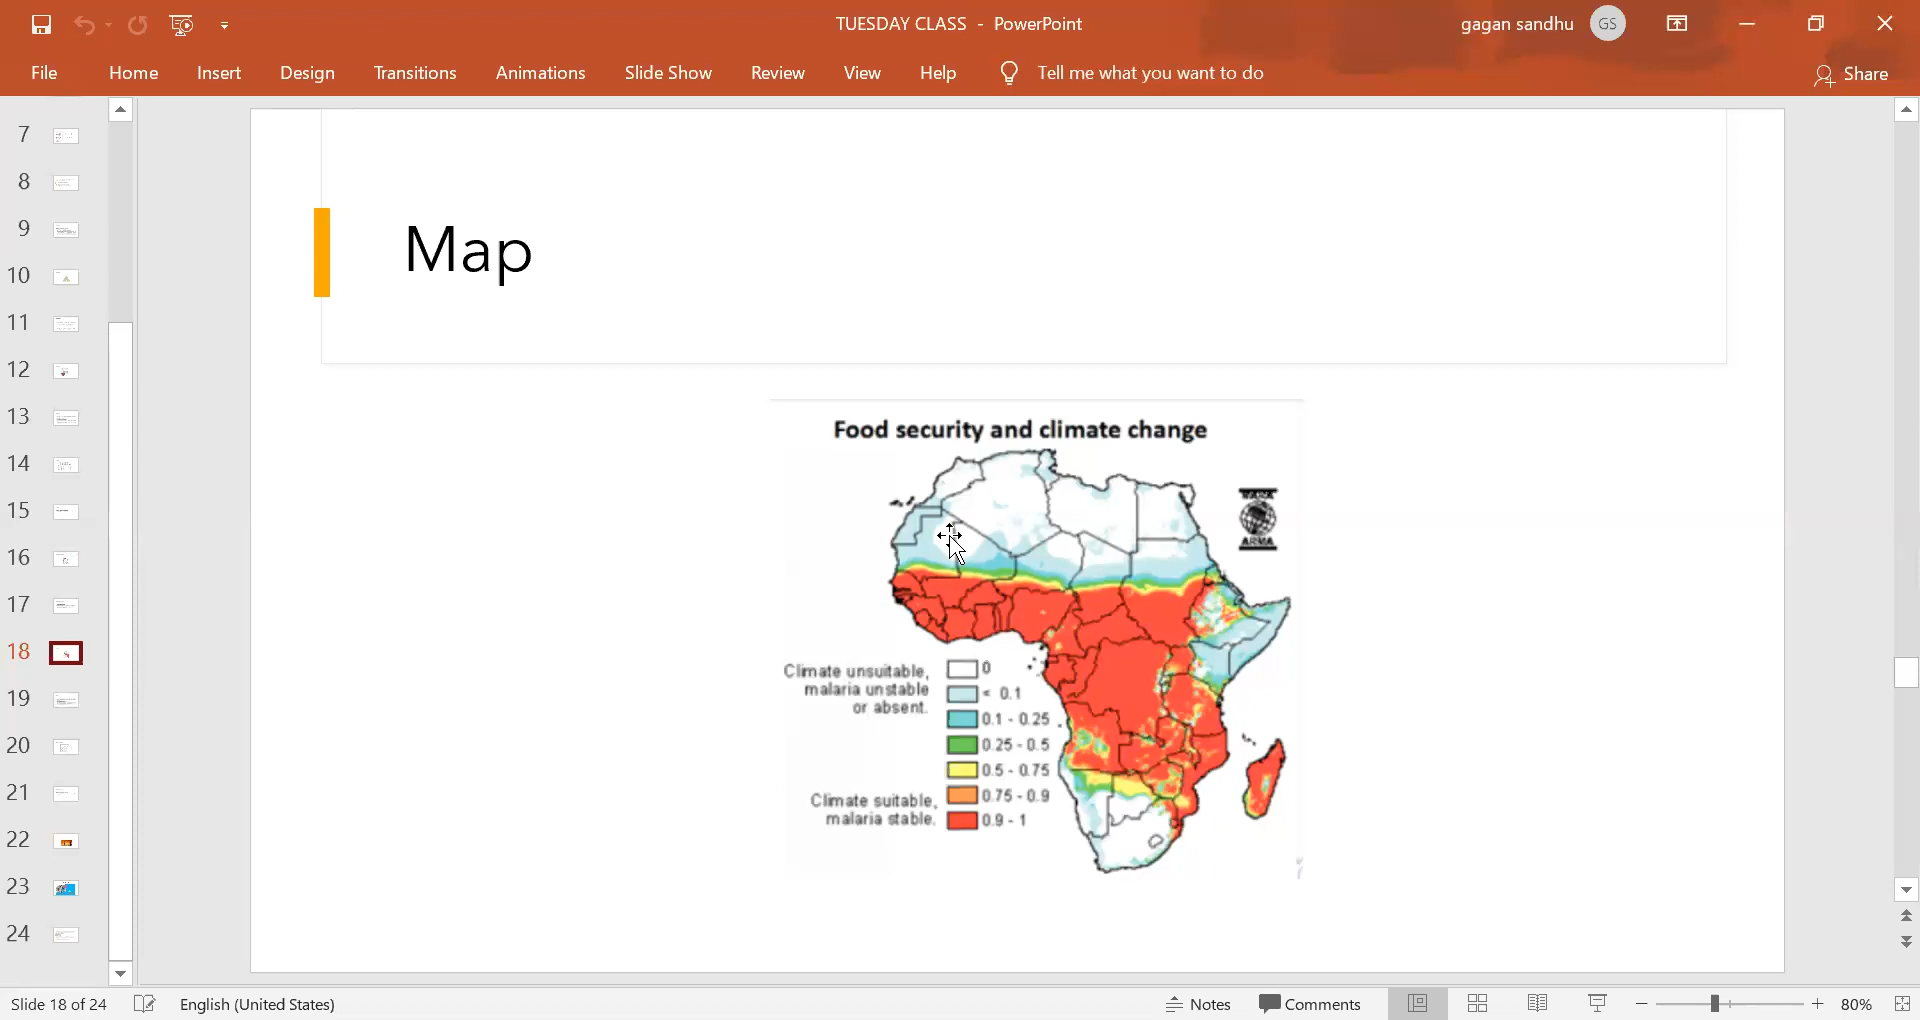 TUESDAY CLASS - PowerPoint
gagan sandhu
GS
File Home Insert Design Transitions Animations Slide Show Review View Help Tell me what you want to do
Share
7
8
9
10
11
12
13
14
15
16
17
18
19
20
21
22
23
24
Map
Food security and climate change
ARMA
Climate unsuitable,
malaria unstable
or absent.
0
< 0.1
0.1 - 0.25
0.25 - 0.5
0.5 - 0.75
0.75 - 0.9
0.9 - 1
Climate suitable,
malaria stable.
Slide 18 of 24
English (United States)
Notes
Comments
80%